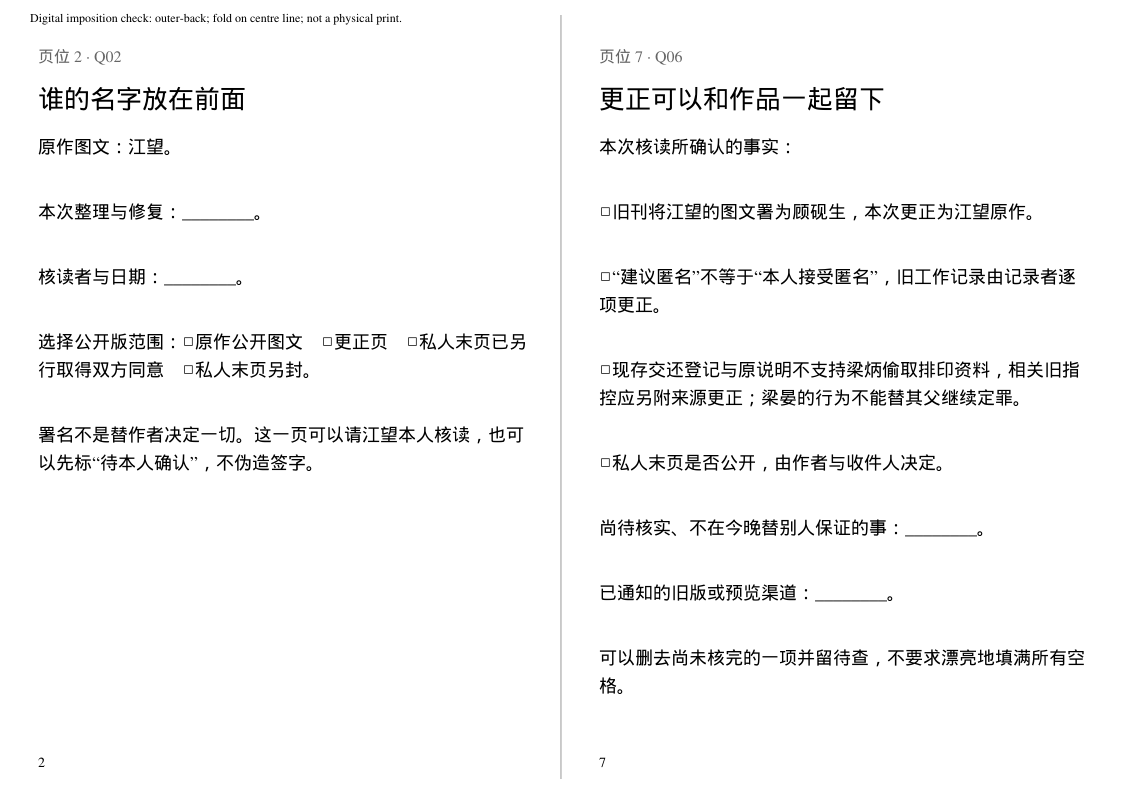 Digital imposition check: outer-back; fold on centre line; not a physical print.
页位 2 · Q02
谁的名字放在前面
原作图文：江望。
本次整理与修复：________。
核读者与日期：________。
选择公开版范围：□原作公开图文　□更正页　□私人末页已另
行取得双方同意　□私人末页另封。
署名不是替作者决定一切。这一页可以请江望本人核读，也可
以先标“待本人确认”，不伪造签字。
2
页位 7 · Q06
更正可以和作品一起留下
本次核读所确认的事实：
□旧刊将江望的图文署为顾砚生，本次更正为江望原作。
□“建议匿名”不等于“本人接受匿名”，旧工作记录由记录者逐
项更正。
□现存交还登记与原说明不支持梁炳偷取排印资料，相关旧指
控应另附来源更正；梁晏的行为不能替其父继续定罪。
□私人末页是否公开，由作者与收件人决定。
尚待核实、不在今晚替别人保证的事：________。
已通知的旧版或预览渠道：________。
可以删去尚未核完的一项并留待查，不要求漂亮地填满所有空
格。
7